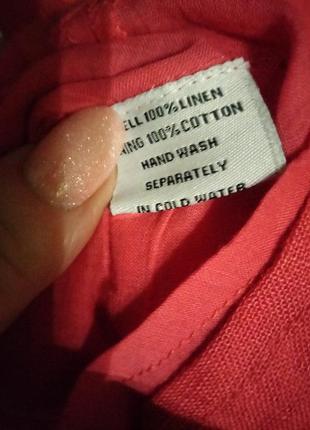 ELL 100% LINEN
ING 100% COTTON
HAND WASH
SEPARATELY
IN COLD WATER